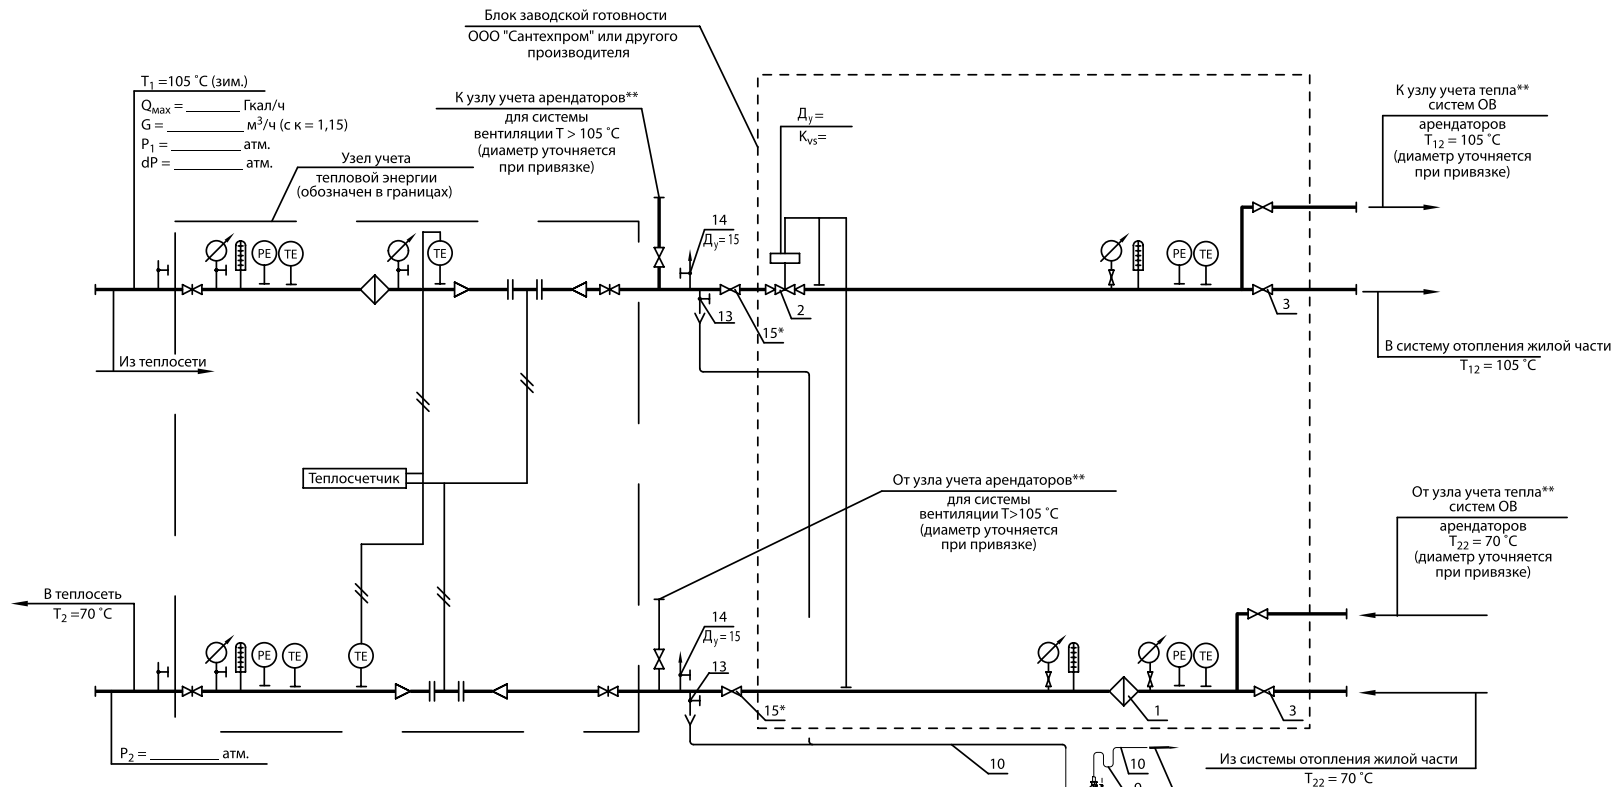 Блок заводской готовности
ООО "Сантехпром" или другого
производителя
T1 =105 ˚C (зим.)
Qмах = ________ Гкал/ч
G = ___________ м³/ч (с к = 1,15)
P1 = __________ атм.
dP = __________ атм.
К узлу учета арендаторов**
для системы
вентиляции Т > 105 ˚C
(диаметр уточняется
при привязке)
Узел учета
тепловой энергии
(обозначен в границах)
Ду =
Kvs=
К узлу учета тепла**
систем ОВ
арендаторов
T12 = 105 ˚C
(диаметр уточняется
при привязке)
14
Ду = 15
PE
TE
TE
PE
TE
13
15*
2
3
Из теплосети
В систему отопления жилой части
T12 = 105 ˚C
Теплосчетчик
От узла учета арендаторов**
для системы
вентиляции Т>105 ˚C
(диаметр уточняется
при привязке)
От узла учета тепла**
систем ОВ
арендаторов
T22 = 70 ˚C
(диаметр уточняется
при привязке)
В теплосеть
T2 =70 ˚C
14
Ду = 15
PE
TE
TE
PE
TE
13
15*
1
3
P2 = __________ атм.
10
10
9
Из системы отопления жилой части
T22 = 70 ˚C